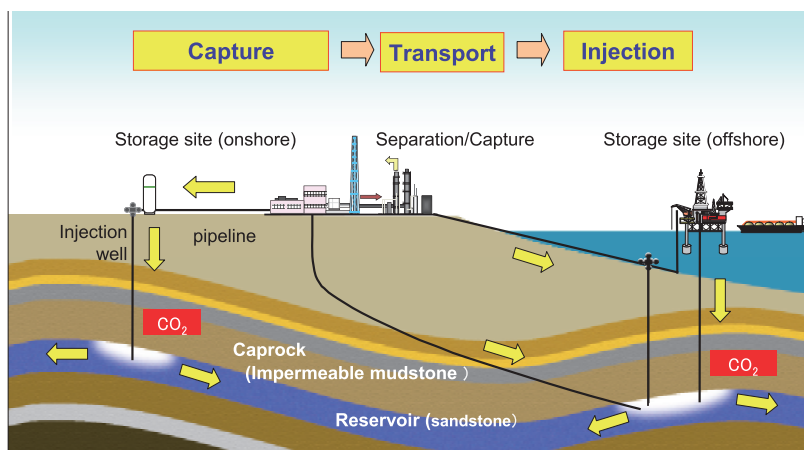 Capture
Transport
Injection
Storage site (onshore)
Separation/Capture
Storage site (offshore)
Injection
well
pipeline
CO2
Caprock
(Impermeable mudstone )
CO2
Reservoir (sandstone)